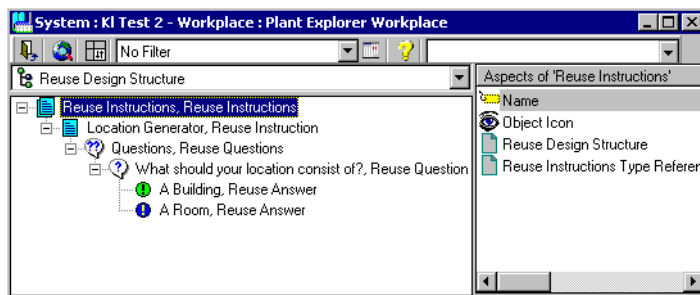 System : Kl Test 2 - Workplace : Plant Explorer Workplace
No Filter
Reuse Design Structure
Reuse Instructions, Reuse Instructions
Location Generator, Reuse Instruction
Questions, Reuse Questions
What should your location consist of?, Reuse Question
A Building, Reuse Answer
A Room, Reuse Answer
Aspects of 'Reuse Instructions'
Name
Object Icon
Reuse Design Structure
Reuse Instructions Type Referer